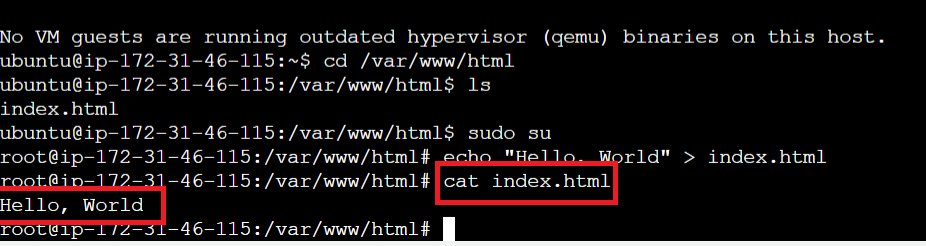 No VM guests are running outdated hypervisor (qemu) binaries on this host.
ubuntu@ip-172-31-46-115:~$ cd /var/www/html
ubuntu@ip-172-31-46-115:/var/www/html$ ls
index.html
ubuntu@ip-172-31-46-115:/var/www/html$ sudo su
root@ip-172-31-46-115:/var/www/html# echo "Hello, World" > index.html
root@ip-172-31-46-115:/var/www/html# cat index.html
Hello, World
root@ip-172-31-46-115:/var/www/html#